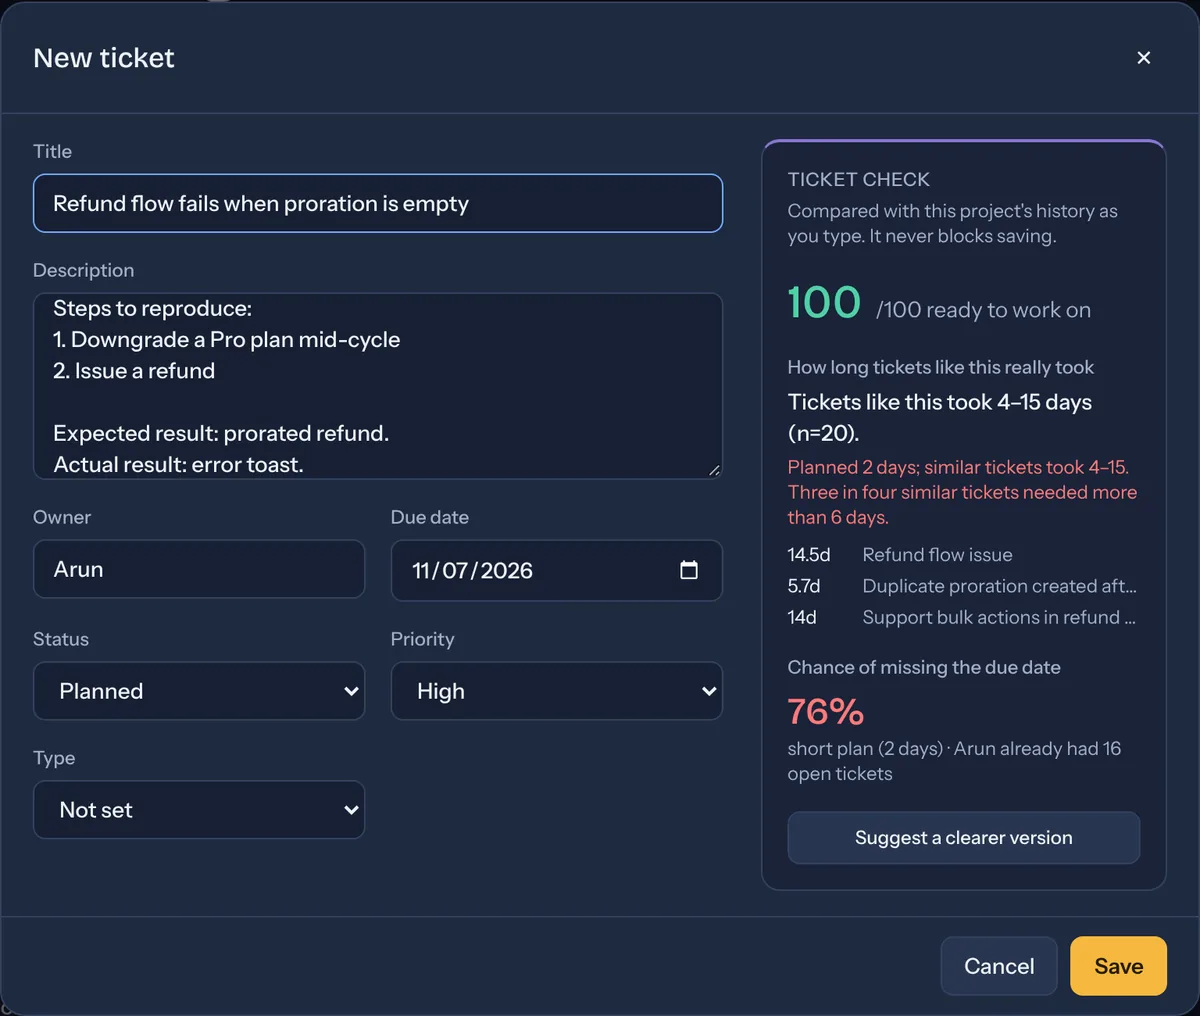 New ticket
Title
Refund flow fails when proration is empty
Description
Steps to reproduce:
1. Downgrade a Pro plan mid-cycle
2. Issue a refund
Expected result: prorated refund.
Actual result: error toast.
Owner
Due date
Arun
11/07/2026
Status
Priority
Planned
High
Type
Not set
TICKET CHECK
Compared with this project's history as
you type. It never blocks saving.
100 /100 ready to work on
How long tickets like this really took
Tickets like this took 4–15 days
(n=20).
Planned 2 days; similar tickets took 4–15.
Three in four similar tickets needed more
than 6 days.
14.5d Refund flow issue
5.7d Duplicate proration created aft...
14d Support bulk actions in refund ...
Chance of missing the due date
76%
short plan (2 days) · Arun already had 16
open tickets
Suggest a clearer version
Cancel
Save